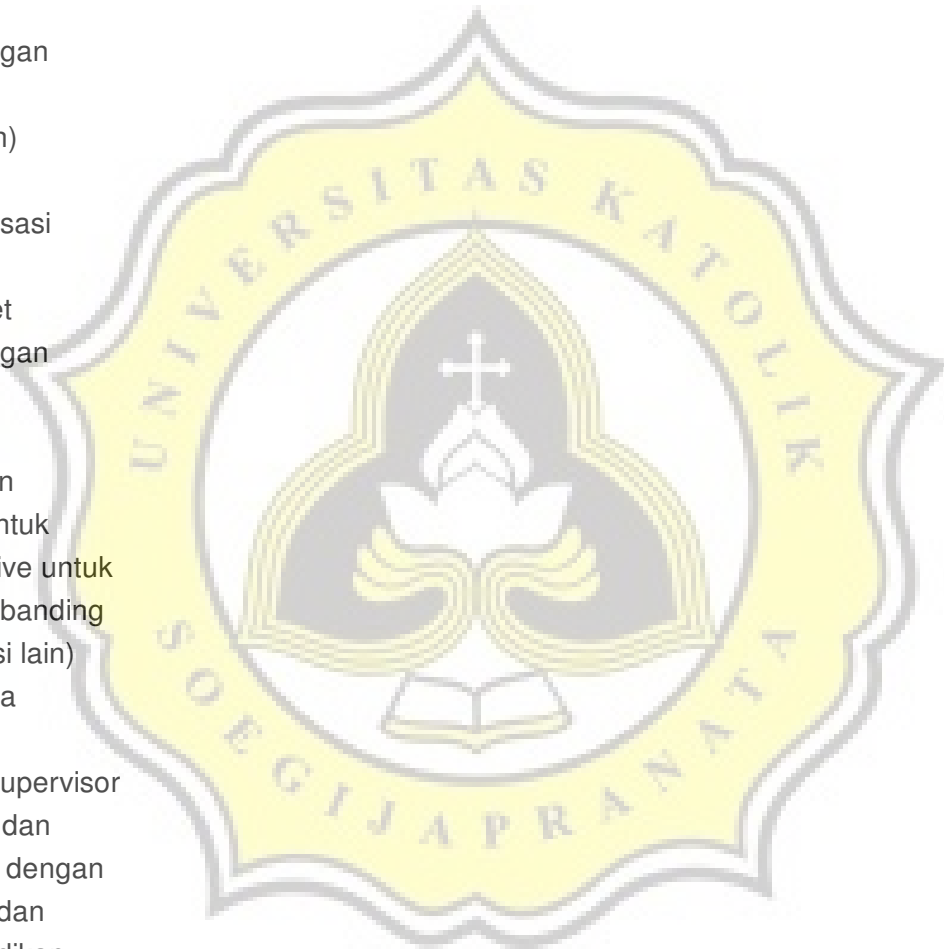 gan
n)
sasi
et
gan
n
ntuk
ive untuk
banding
si lain)
a
upervisor
dan
dengan
dan
UNIVERSITAS KATOLIK
SOEGIJAPRANATA